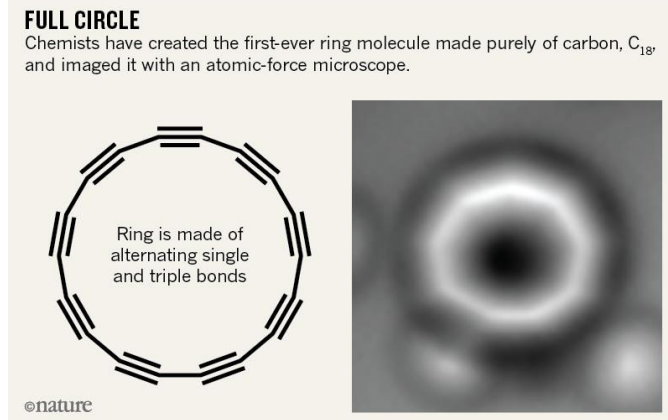 FULL CIRCLE
Chemists have created the first-ever ring molecule made purely of carbon, C₁₈,
and imaged it with an atomic-force microscope.
Ring is made of
alternating single
and triple bonds
©nature